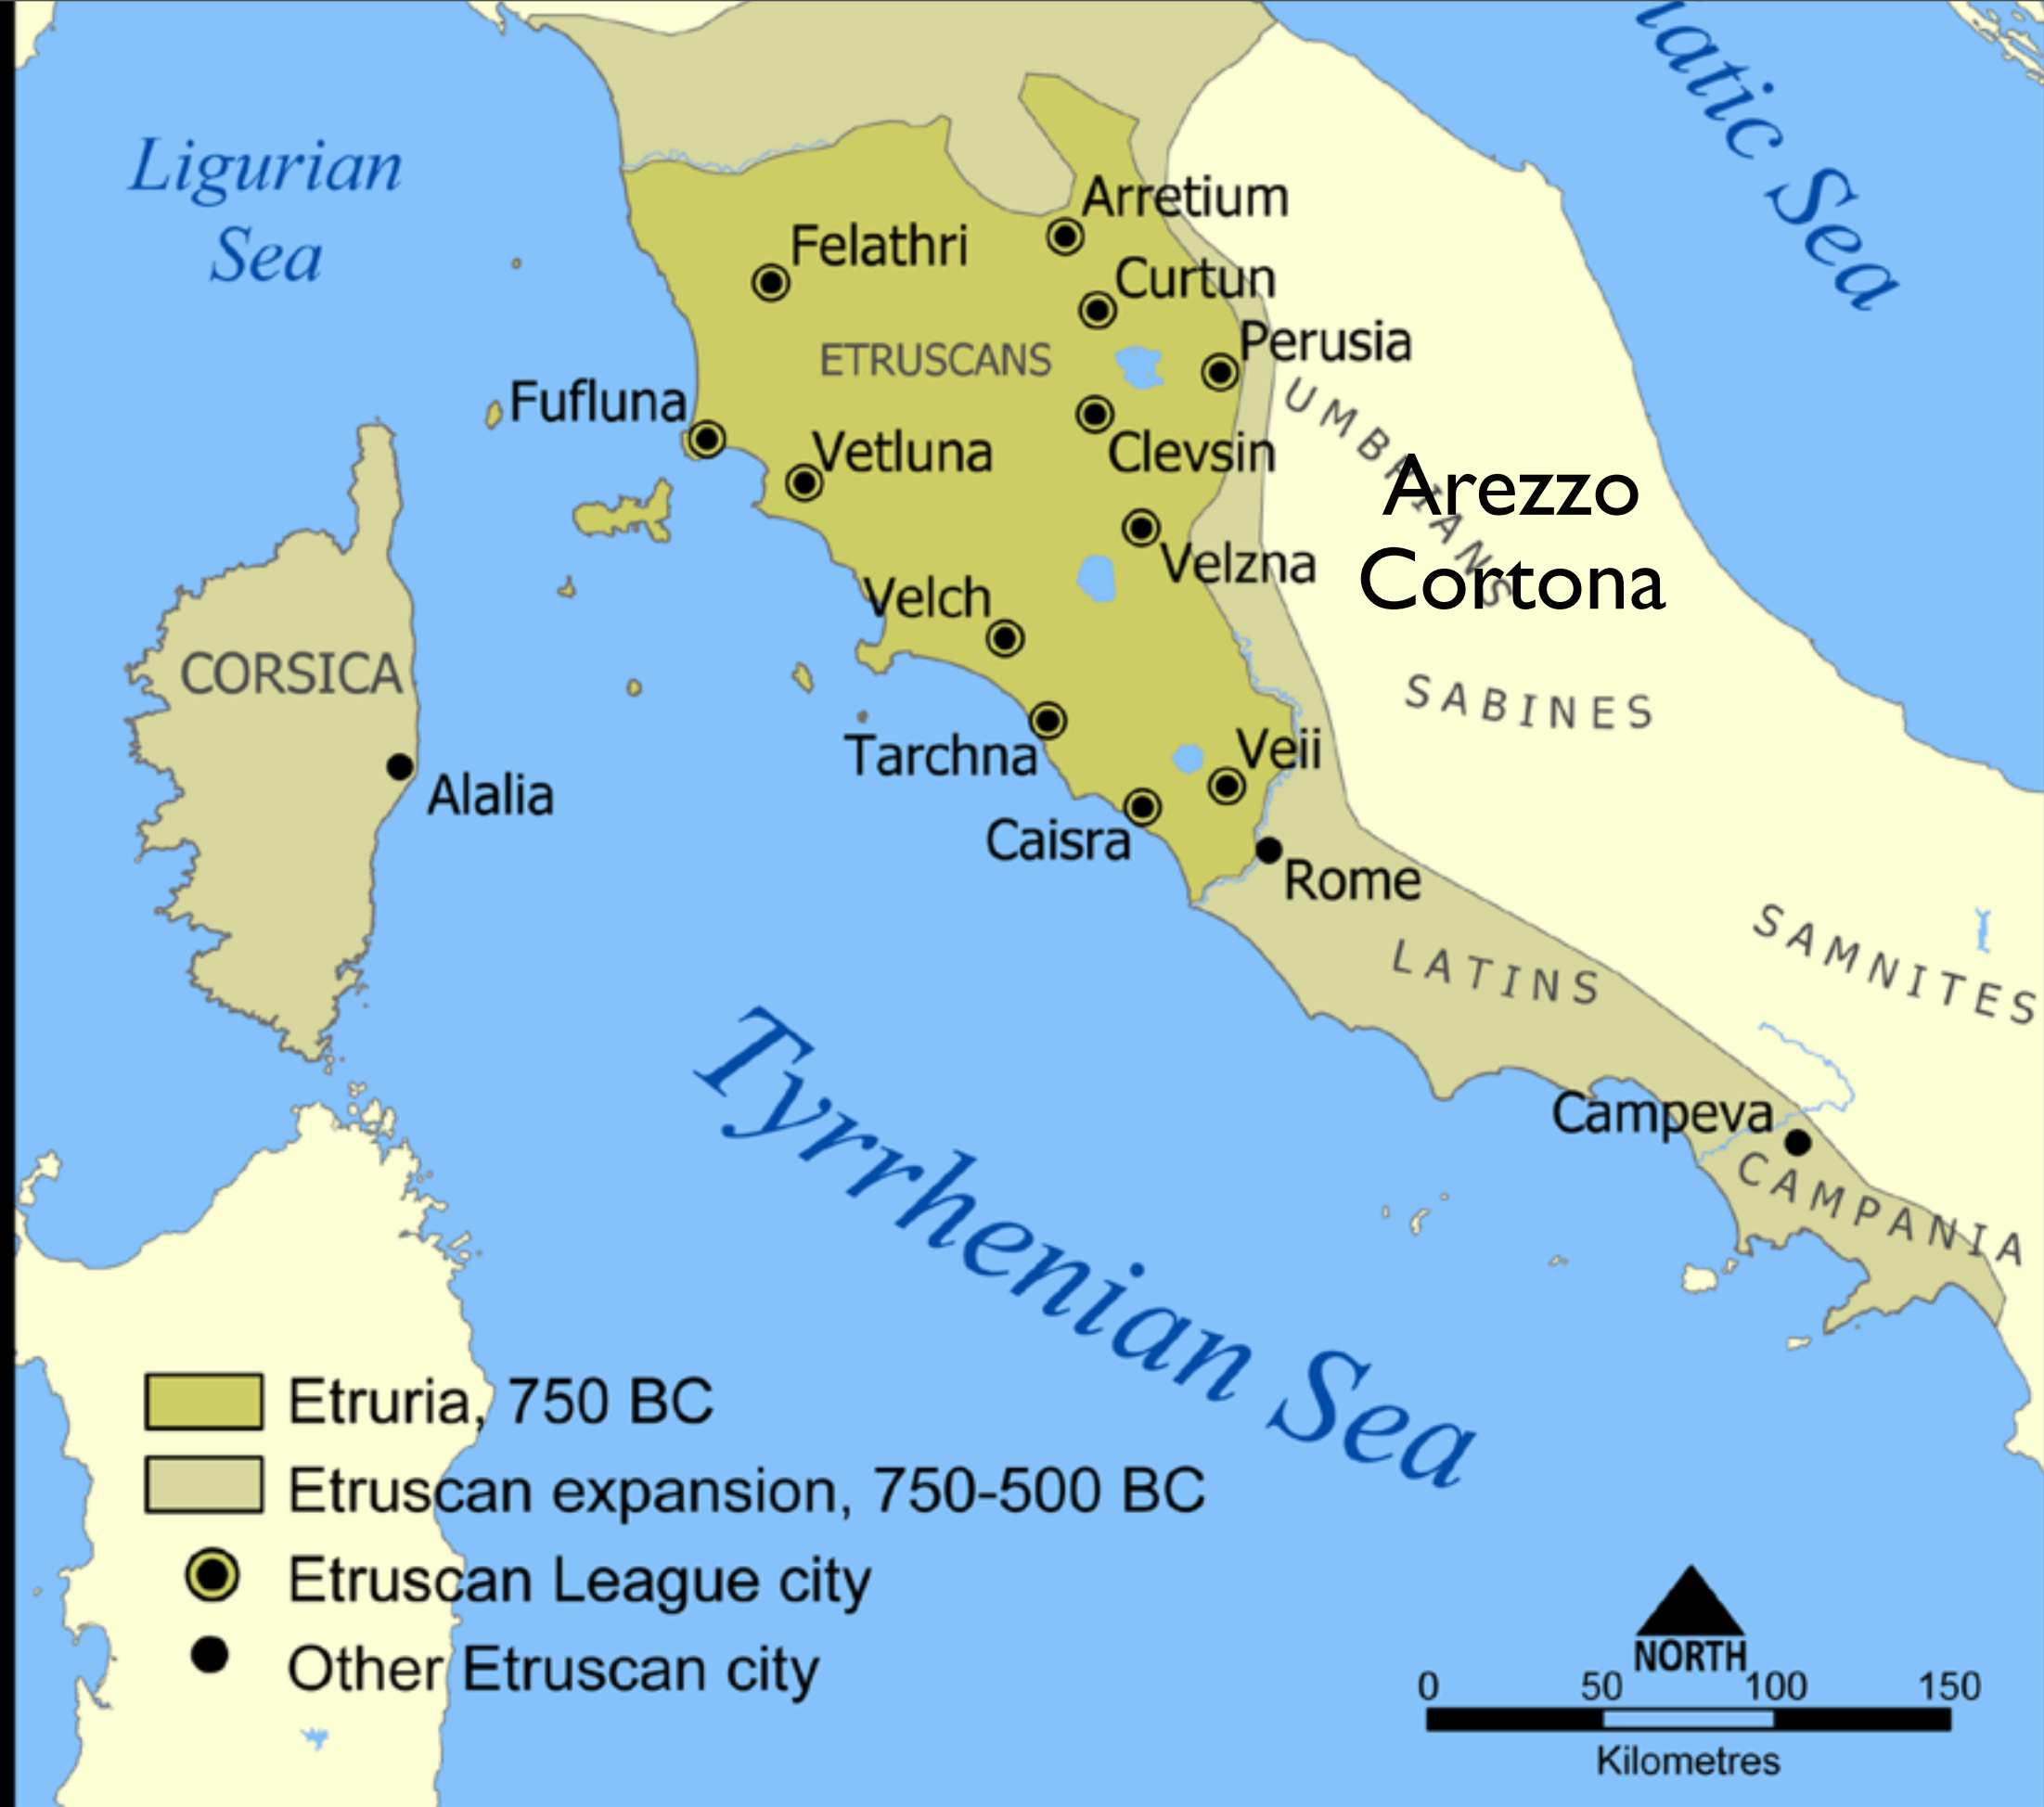 latic Sea
Ligurian
Sea
Arretium
Felathri
Curtun
Perusia
ETRUSCANS
UMBRIANS
Fufluna
Vetluna
Clevsin
Arezzo
Cortona
Velzna
Velch
CORSICA
SABINES
Tarchna
Veii
Alalia
Caisra
Rome
LATINS
SAMNITES
Tyrrhenian Sea
Campeva
CAMPANIA
Etruria, 750 BC
Etruscan expansion, 750-500 BC
Etruscan League city
Other Etruscan city
NORTH
0 50 100 150
Kilometres